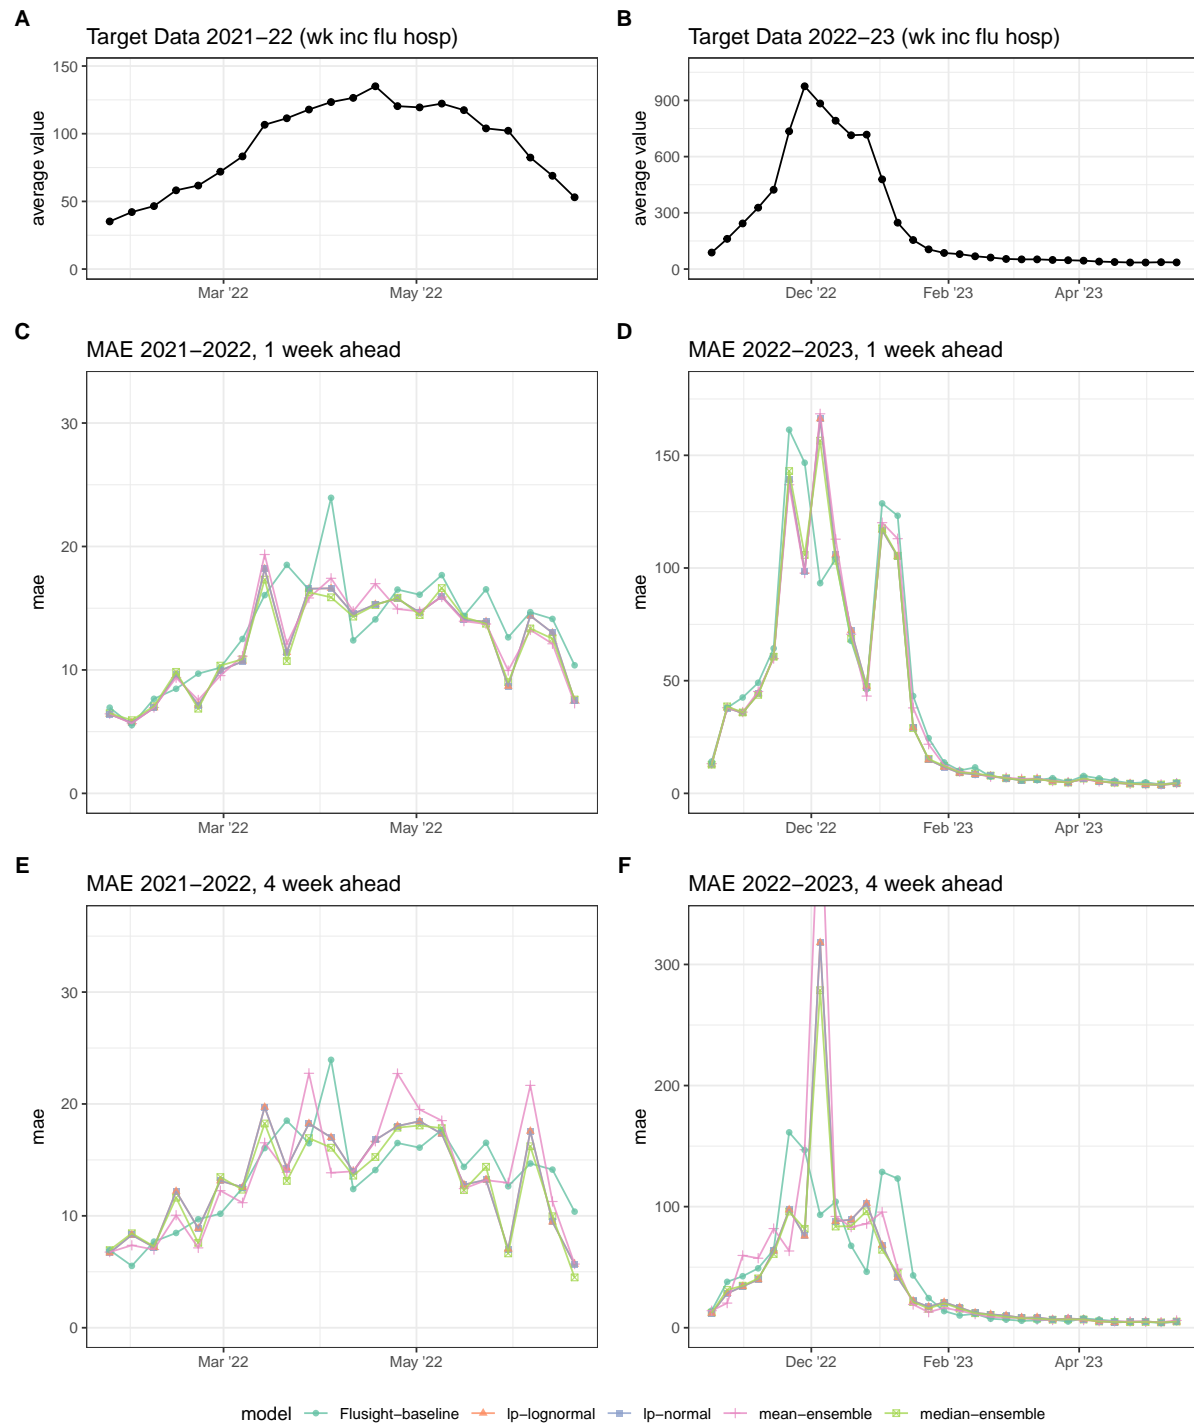 A
Target Data 2021−22 (wk inc flu hosp)
150
100
50
0
average value
Mar '22
May '22
B
Target Data 2022−23 (wk inc flu hosp)
900
600
300
0
average value
Dec '22
Feb '23
Apr '23
C
MAE 2021−2022, 1 week ahead
30
20
10
0
mae
Mar '22
May '22
D
MAE 2022−2023, 1 week ahead
150
100
50
0
mae
Dec '22
Feb '23
Apr '23
E
MAE 2021−2022, 4 week ahead
30
20
10
0
mae
Mar '22
May '22
F
MAE 2022−2023, 4 week ahead
300
200
100
0
mae
Dec '22
Feb '23
Apr '23
model Flusight−baseline lp−lognormal lp−normal mean−ensemble median−ensemble